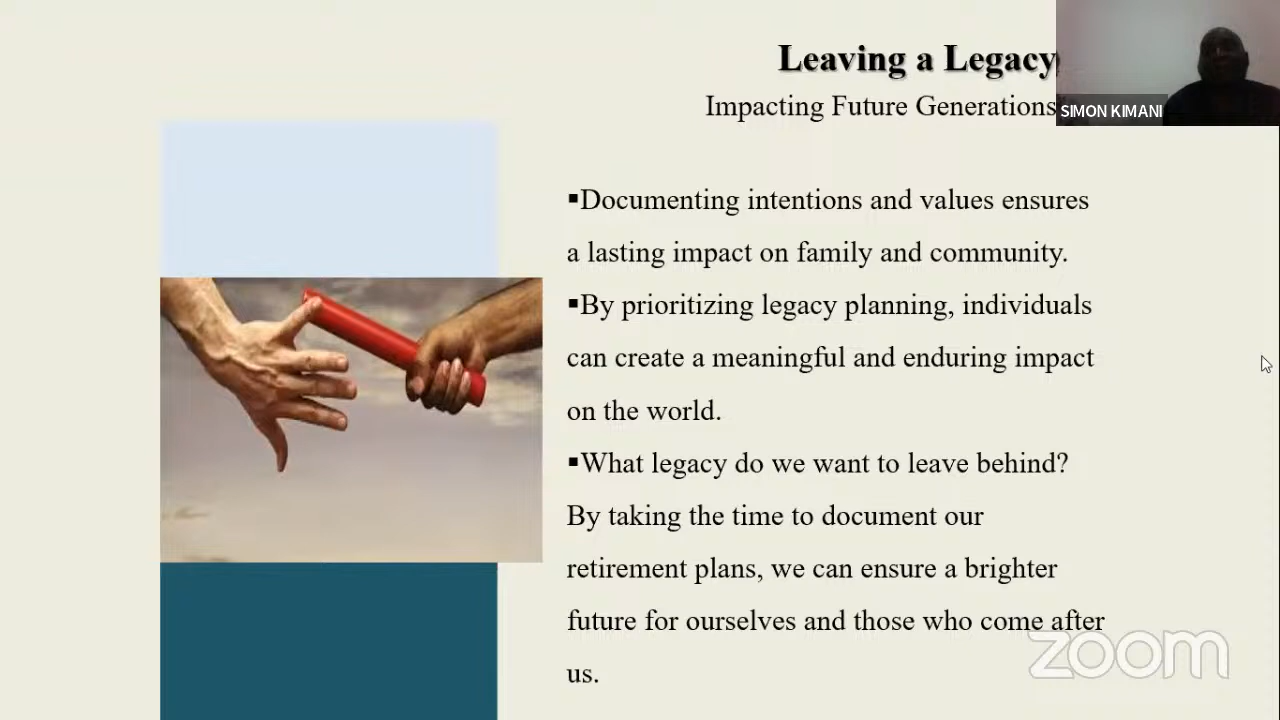 Leaving a Legacy
Impacting Future Generations
SIMON KIMANI
▪Documenting intentions and values ensures
a lasting impact on family and community.
▪By prioritizing legacy planning, individuals
can create a meaningful and enduring impact
on the world.
▪What legacy do we want to leave behind?
By taking the time to document our
retirement plans, we can ensure a brighter
future for ourselves and those who come after
us.
zoom